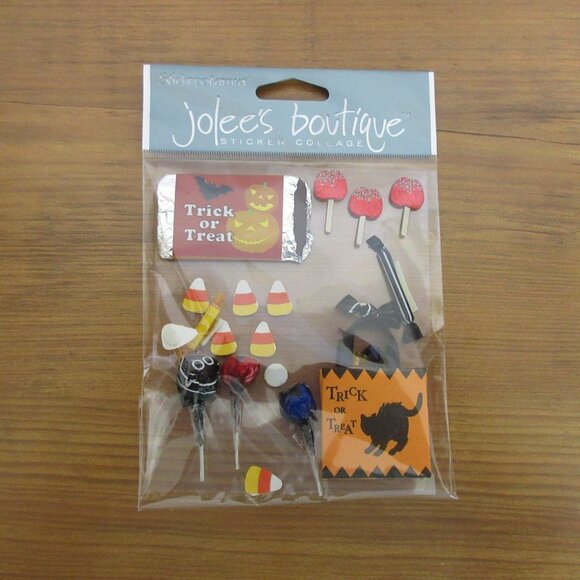 jolee's boutique
STICKER COLLAGE
Trick
or
Treat
TRICK
OR
TREAT